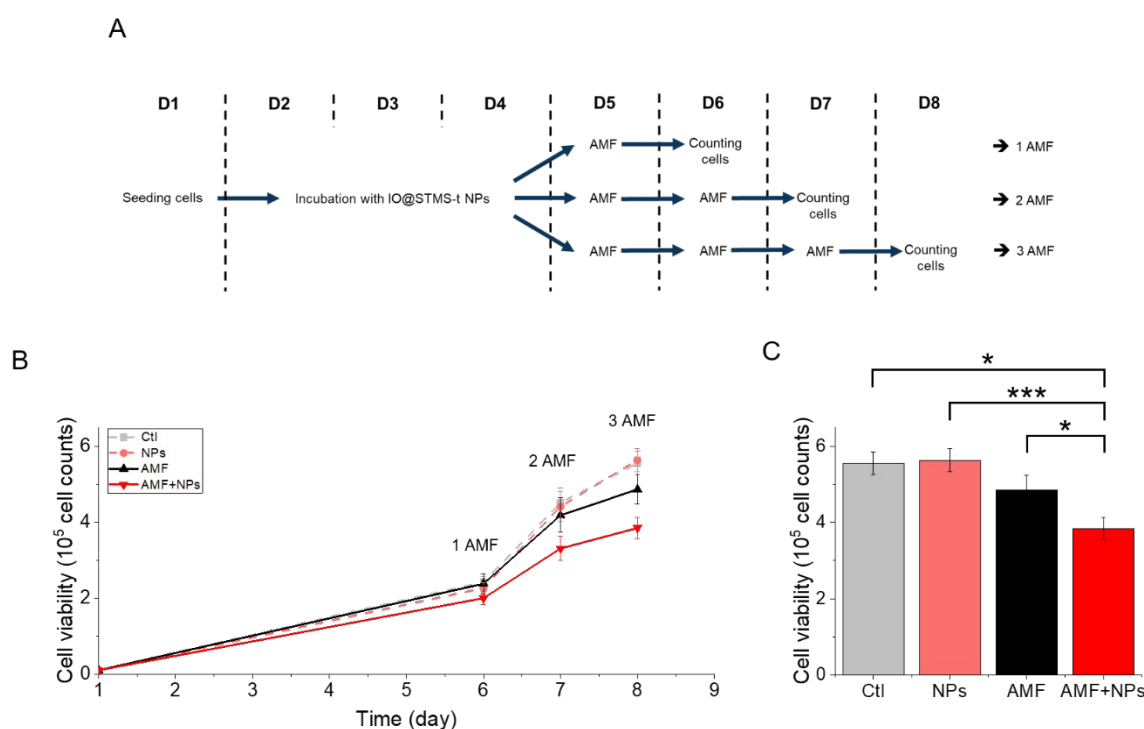 A
D1 D2 D3 D4 D5 D6 D7 D8
AMF Counting
cells
➔ 1 AMF
Seeding cells Incubation with IO@STMS-t NPs AMF AMF Counting
cells
➔ 2 AMF
AMF AMF AMF Counting
cells
➔ 3 AMF
B
Cell viability (10⁵ cell counts)
6
4
2
0
Ctl
NPs
AMF
AMF+NPs
1 AMF
2 AMF
3 AMF
1 2 3 4 5 6 7 8 9
Time (day)
C
*
***
*
Cell viability (10⁵ cell counts)
6
4
2
0
Ctl NPs AMF AMF+NPs